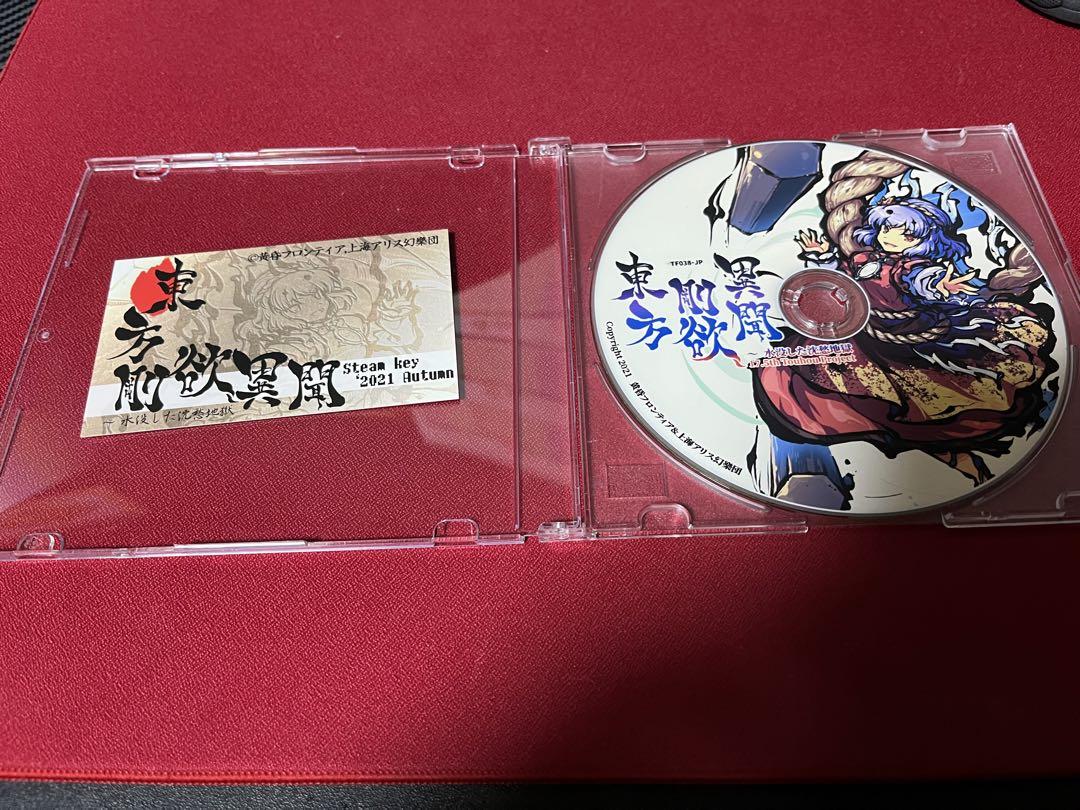 ©黄昏フロンティア,上海アリス幻樂団
東方剛欲異聞
Steam key
'2021 Autumn
~ 水没した沈愁地獄
TF038-JP
東方剛欲異聞
~ 水没した沈愁地獄
17.5th Touhou Project
Copyright 2021 黄昏フロンティア&上海アリス幻樂団